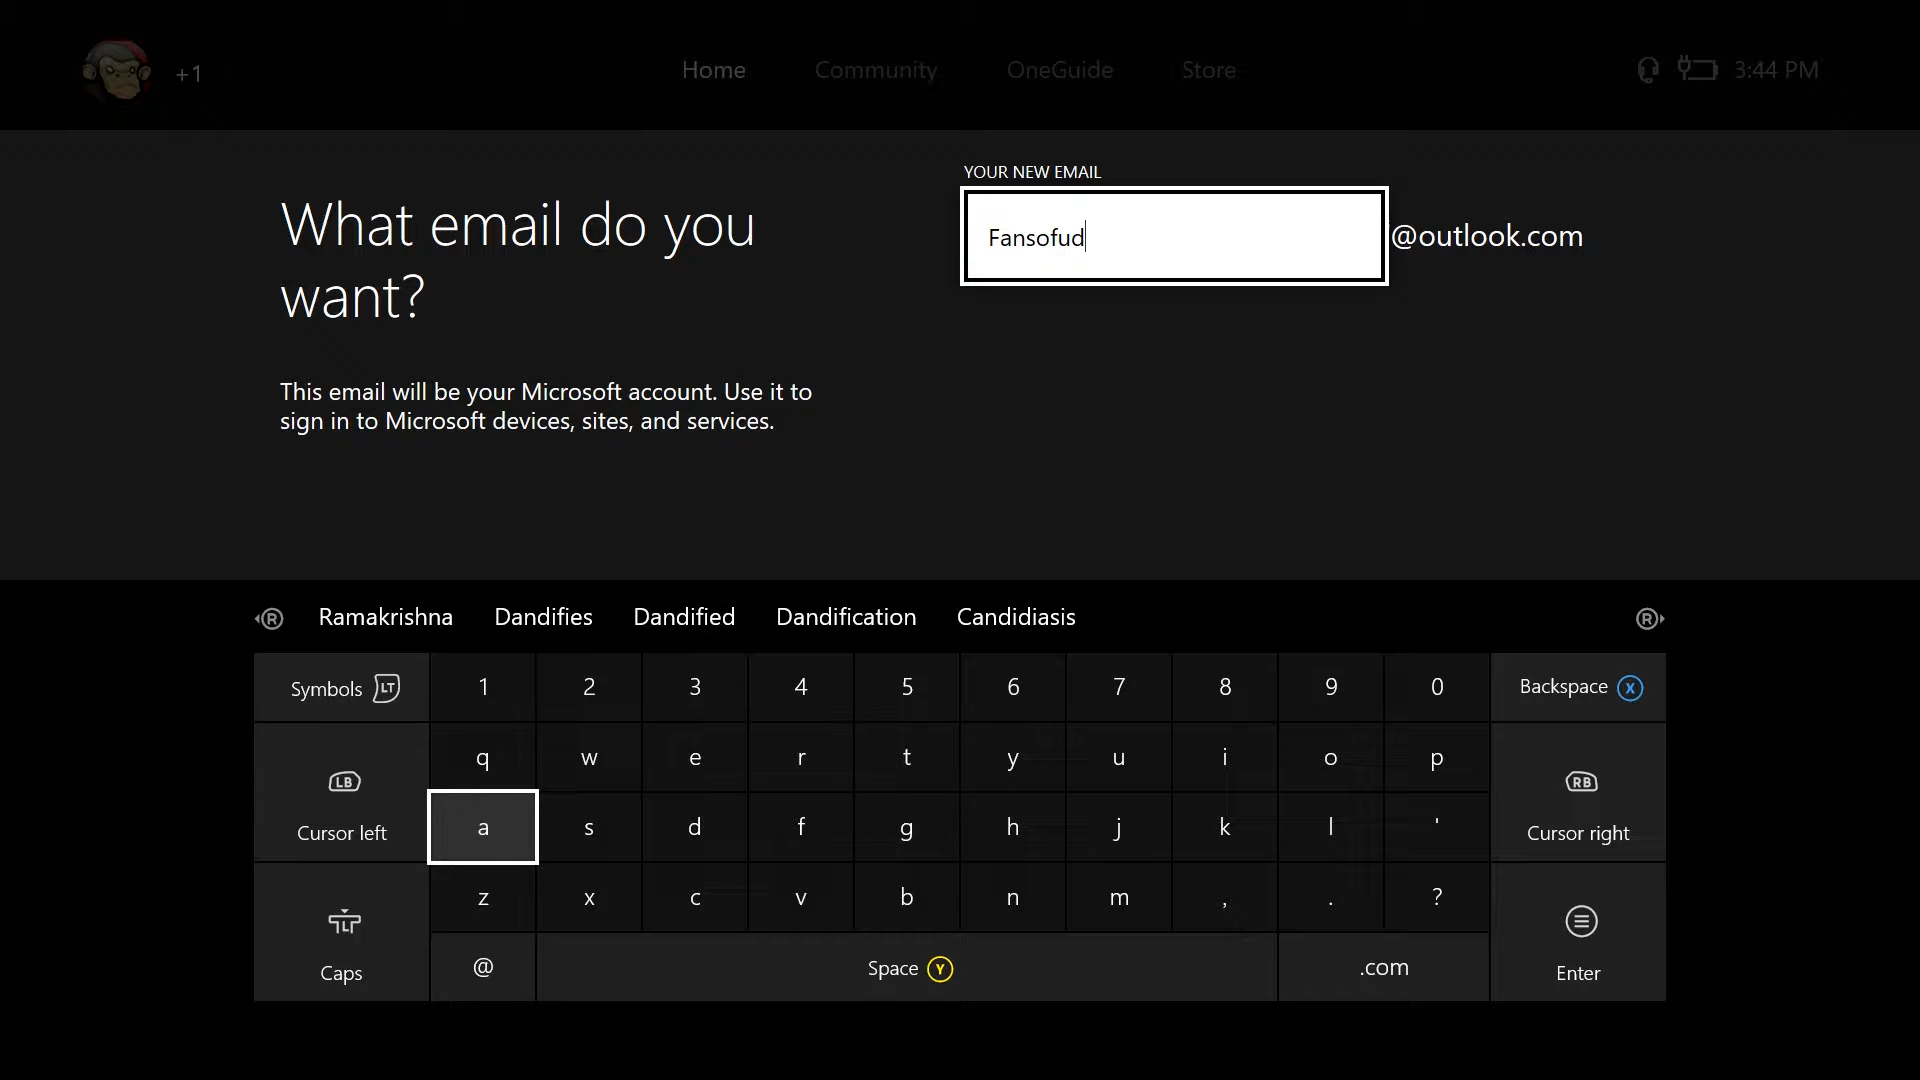 +1
Home Community OneGuide Store
3:44 PM
YOUR NEW EMAIL
What email do you
want?
Fansofud
@outlook.com
This email will be your Microsoft account. Use it to
sign in to Microsoft devices, sites, and services.
R Ramakrishna Dandifies Dandified Dandification Candidiasis R
Symbols LT 1 2 3 4 5 6 7 8 9 0 Backspace X
q w e r t y u i o p
LB Cursor left a s d f g h j k l ' RB Cursor right
z x c v b n m , . ?
LT Caps @ Space Y .com Enter